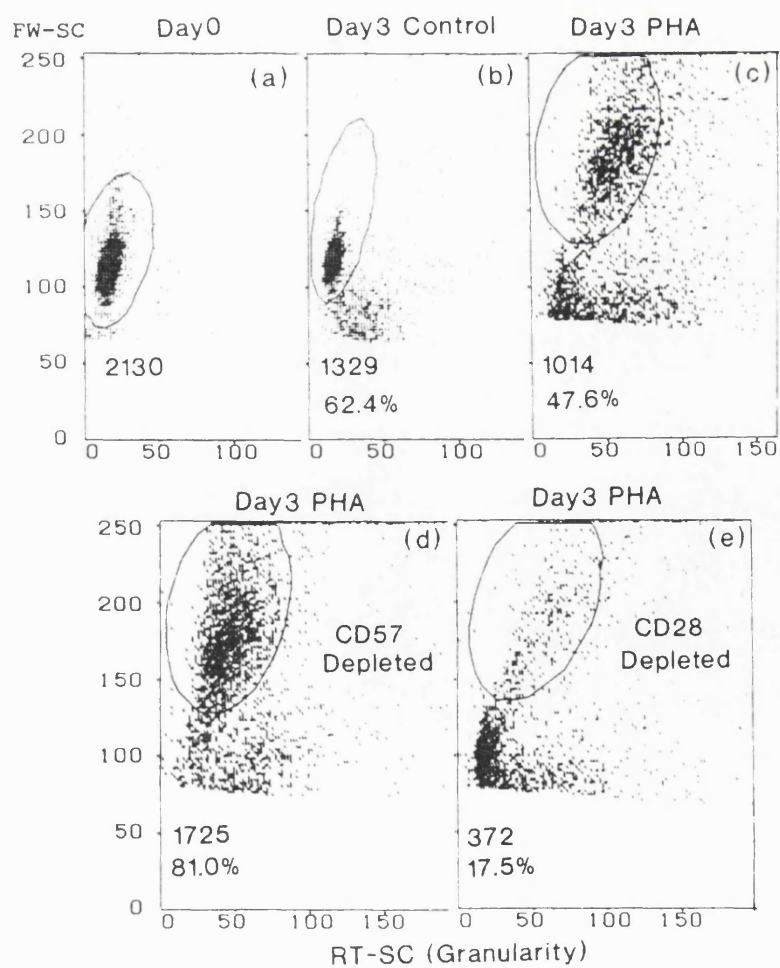 FW-SC Day0 Day3 Control Day3 PHA
250 (a) (b) (c)
200
150
100
50
2130 1329 1014
62.4% 47.6%
0
0 50 100 0 50 100 0 50 100 150
Day3 PHA Day3 PHA
250 (d) (e)
200
CD57 CD28
Depleted Depleted
150
100
50
1725 372
81.0% 17.5%
0
0 50 100 150 0 50 100 150
RT-SC (Granularity)